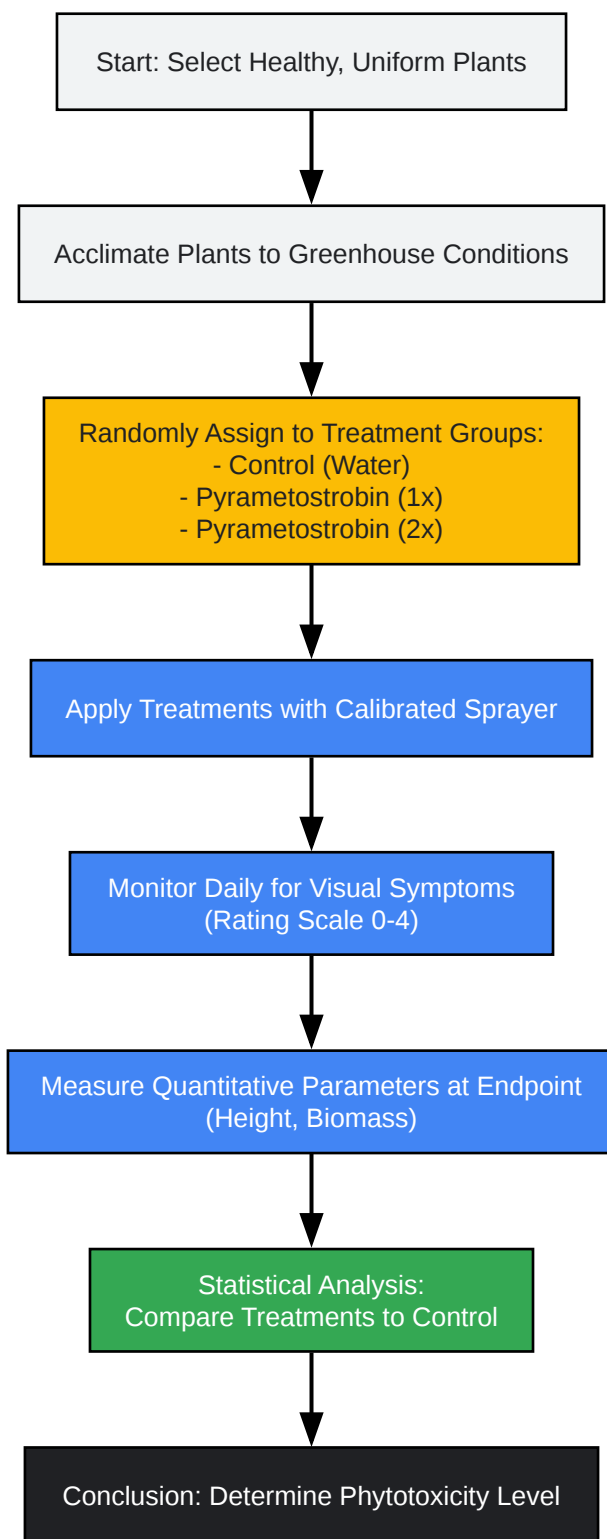 Start: Select Healthy, Uniform Plants
Acclimate Plants to Greenhouse Conditions
Randomly Assign to Treatment Groups:
- Control (Water)
- Pyrametostrobin (1x)
- Pyrametostrobin (2x)
Apply Treatments with Calibrated Sprayer
Monitor Daily for Visual Symptoms
(Rating Scale 0-4)
Measure Quantitative Parameters at Endpoint
(Height, Biomass)
Statistical Analysis:
Compare Treatments to Control
Conclusion: Determine Phytotoxicity Level